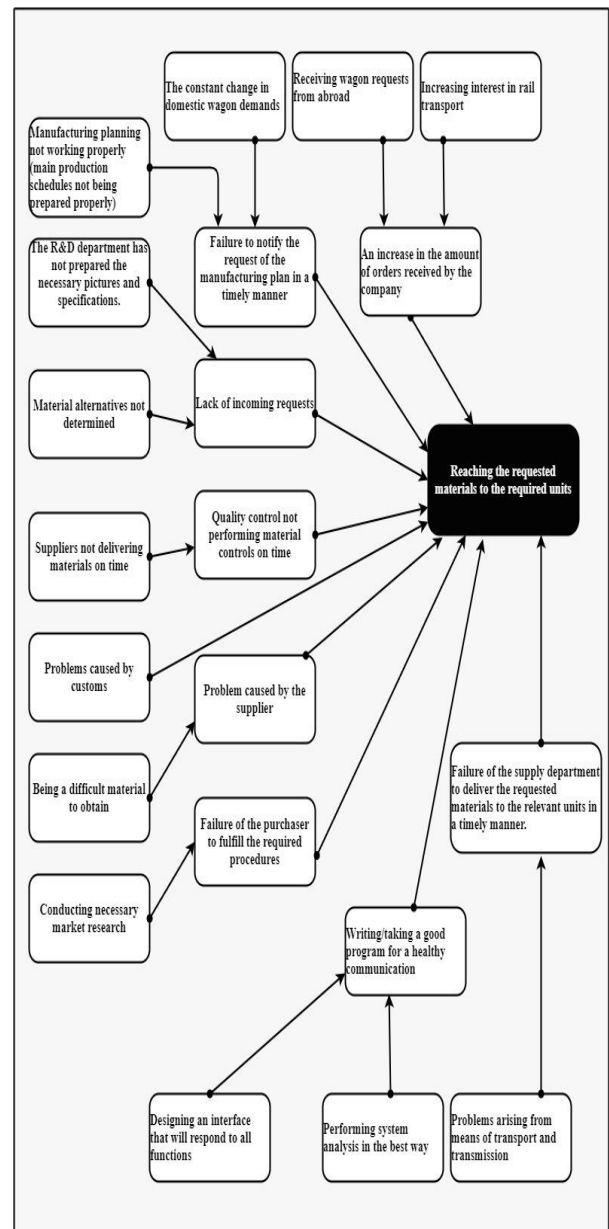 The constant change in
domestic wagon demands
Receiving wagon requests
from abroad
Increasing interest in rail
transport
Manufacturing planning
not working properly
(main production
schedules not being
prepared properly)
The R&D department has
not prepared the
necessary pictures and
specifications.
Failure to notify the
request of the
manufacturing plan in a
timely manner
An increase in the amount
of orders received by the
company
Material alternatives not
determined
Lack of incoming requests
Reaching the requested
materials to the required units
Suppliers not delivering
materials on time
Quality control not
performing material
controls on time
Problems caused by
customs
Problem caused by the
supplier
Being a difficult material
to obtain
Failure of the supply department
to deliver the requested
materials to the relevant units in
a timely manner.
Failure of the purchaser
to fulfill the required
procedures
Conducting necessary
market research
Writing/taking a good
program for a healthy
communication
Designing an interface
that will respond to all
functions
Performing system
analysis in the best way
Problems arising from
means of transport and
transmission